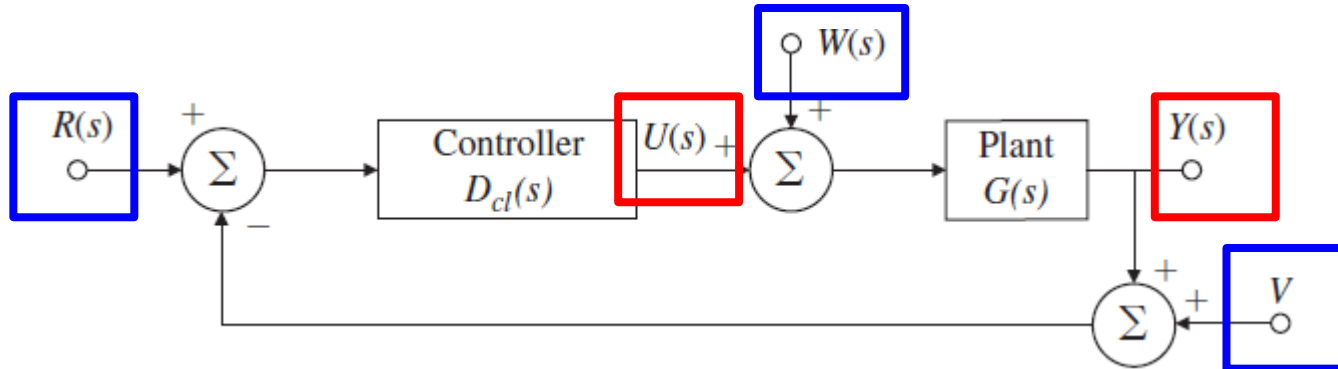 W(s)
+
R(s)
+
Σ
−
Controller
D_cl(s)
U(s)
+
Σ
Plant
G(s)
Y(s)
+
+
Σ
V